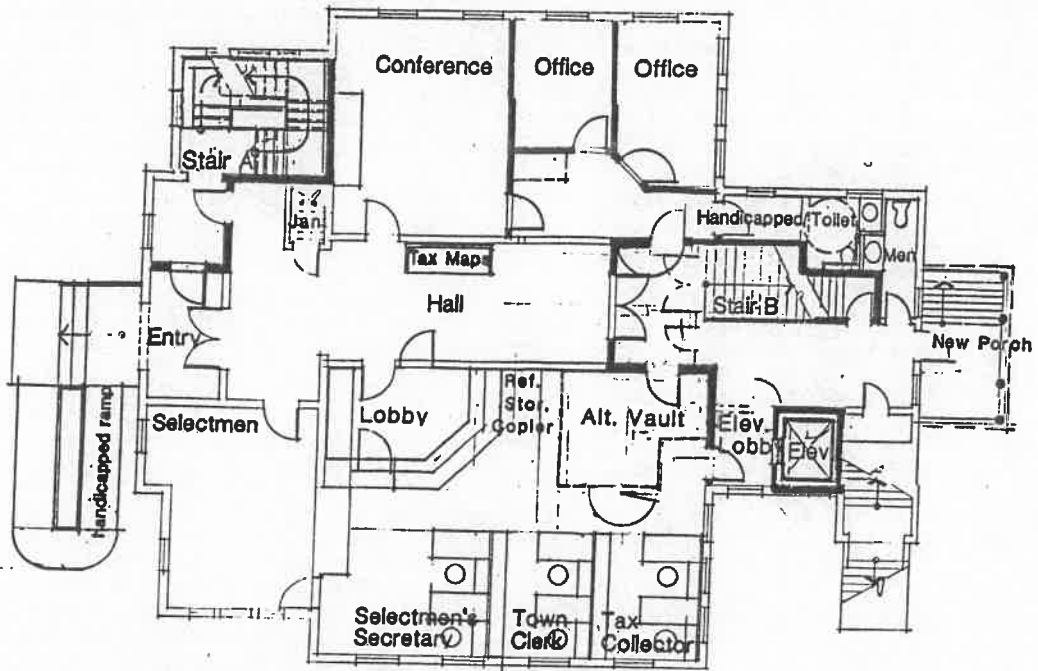 Conference
Office
Office
Stair A
Jan.
Handicapped Toilet
Men
Tax Maps
Hall
Stair B
Entry
New Porch
handicapped ramp
Selectmen
Lobby
Ref.
Stor.
Copier
Alt. Vault
Elev.
Lobby
Elev
Selectmen's
Secretary
Town
Clerk
Tax
Collector